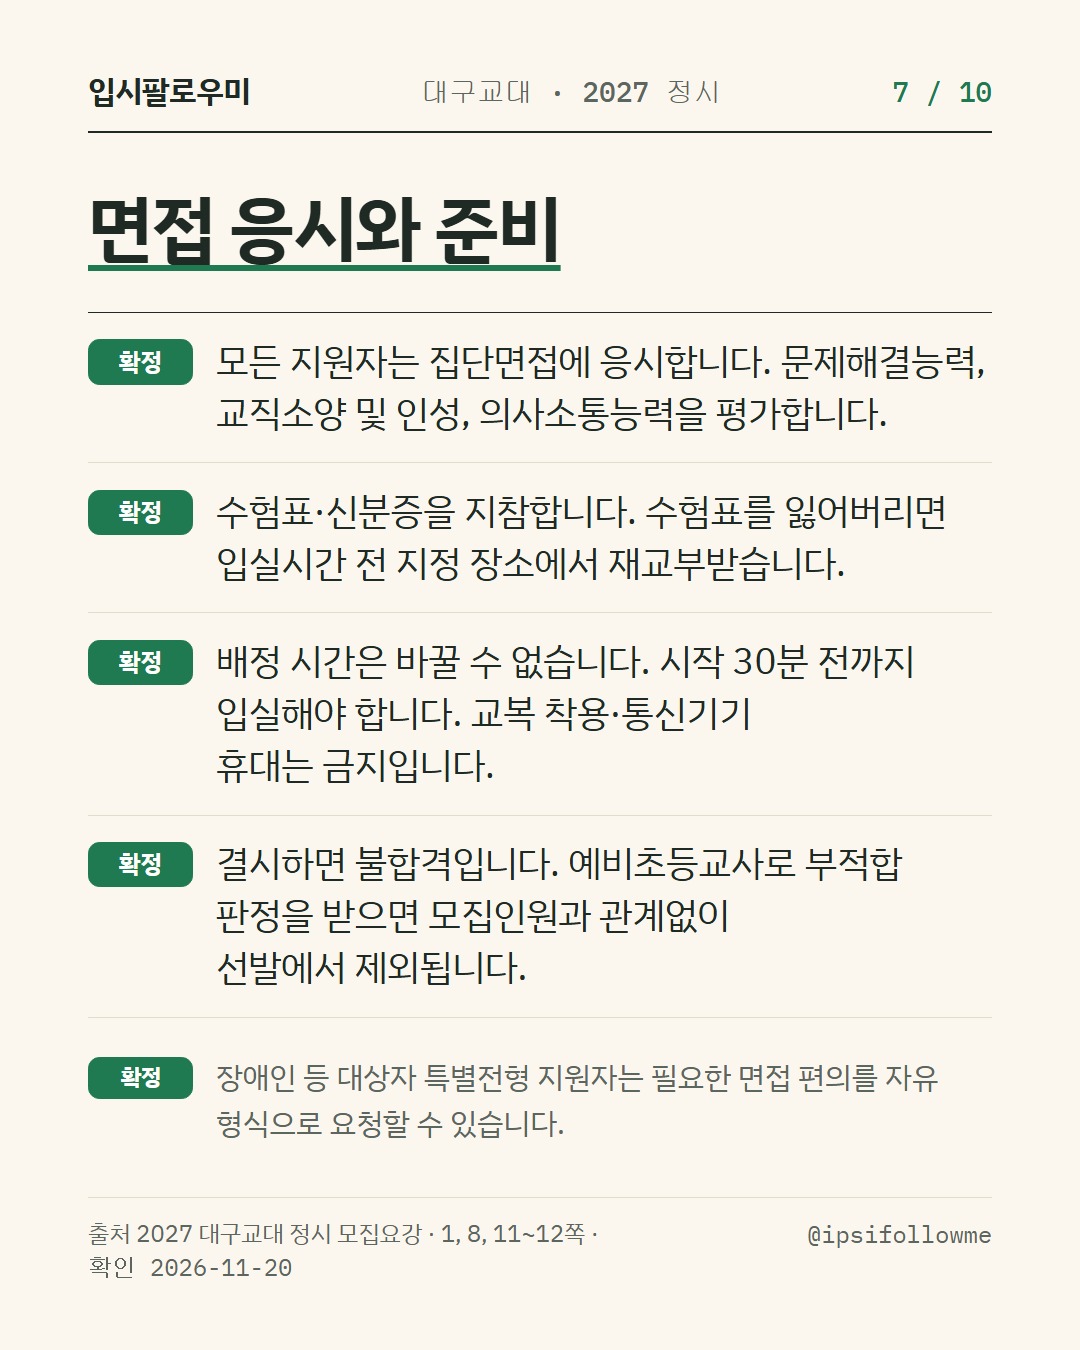 입시팔로우미
대구교대 · 2027 정시
7 / 10
면접 응시와 준비
확정
모든 지원자는 집단면접에 응시합니다. 문제해결능력,
교직소양 및 인성, 의사소통능력을 평가합니다.
확정
수험표·신분증을 지참합니다. 수험표를 잃어버리면
입실시간 전 지정 장소에서 재교부받습니다.
확정
배정 시간은 바꿀 수 없습니다. 시작 30분 전까지
입실해야 합니다. 교복 착용·통신기기
휴대는 금지입니다.
확정
결시하면 불합격입니다. 예비초등교사로 부적합
판정을 받으면 모집인원과 관계없이
선발에서 제외됩니다.
확정
장애인 등 대상자 특별전형 지원자는 필요한 면접 편의를 자유
형식으로 요청할 수 있습니다.
출처 2027 대구교대 정시 모집요강 · 1, 8, 11~12쪽 ·
확인 2026-11-20
@ipsifollowme